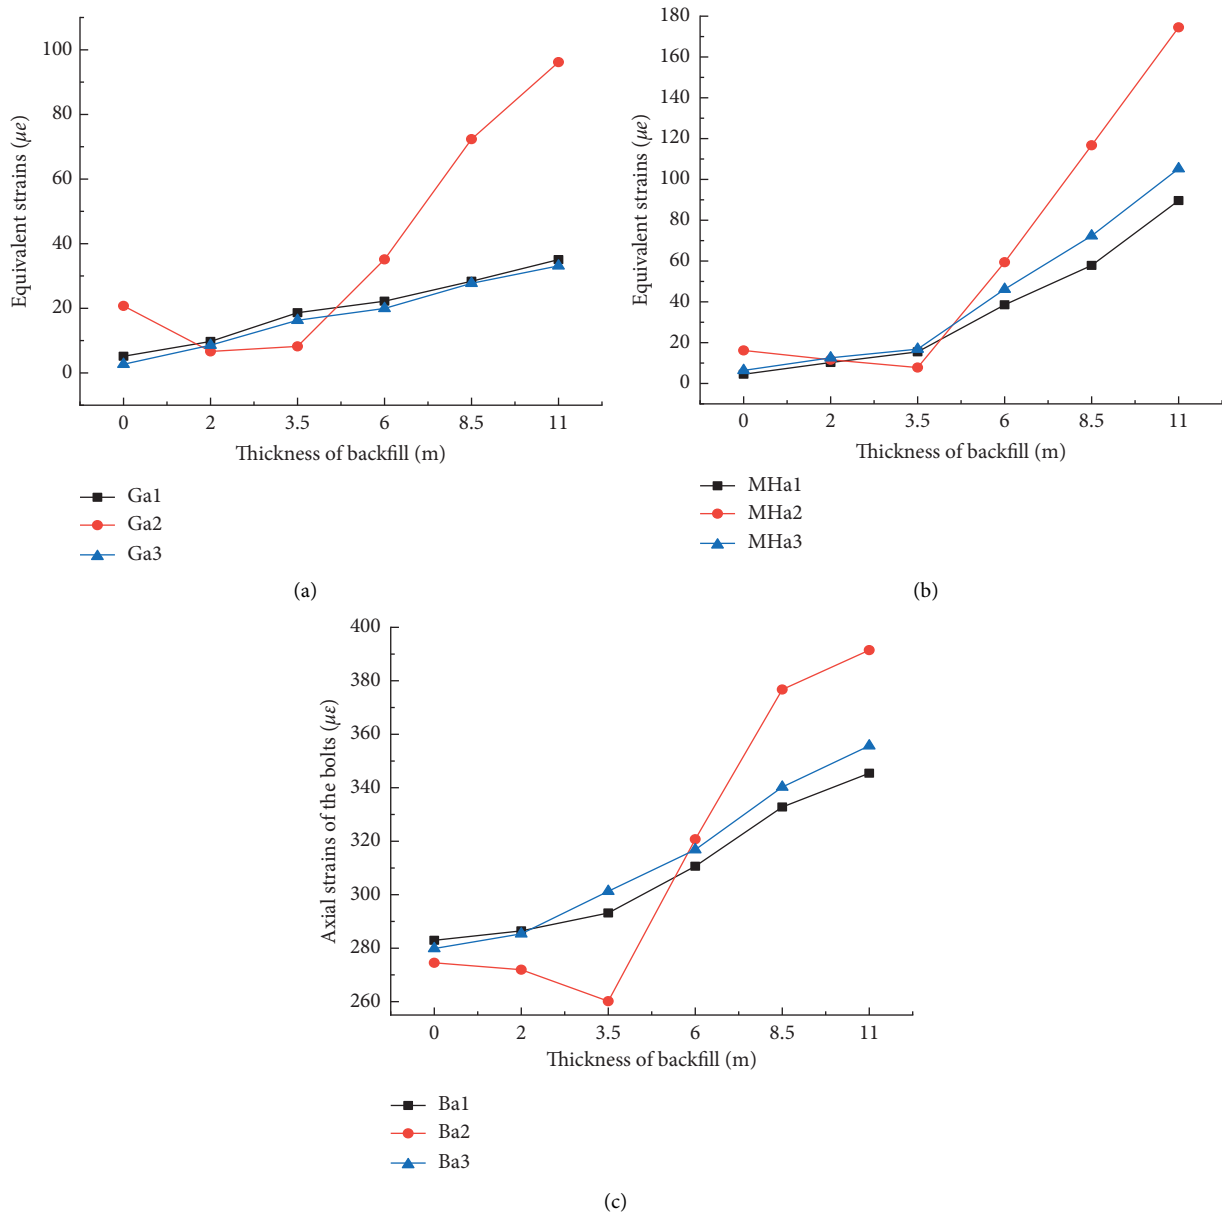 100
80
60
40
20
0
Equivalent strains (μe)
0 2 3.5 6 8.5 11
Thickness of backfill (m)
Ga1
Ga2
Ga3
(a)
180
160
140
120
100
80
60
40
20
0
Equivalent strains (μe)
0 2 3.5 6 8.5 11
Thickness of backfill (m)
MHa1
MHa2
MHa3
(b)
400
380
360
340
320
300
280
260
Axial strains of the bolts (με)
0 2 3.5 6 8.5 11
Thickness of backfill (m)
Ba1
Ba2
Ba3
(c)